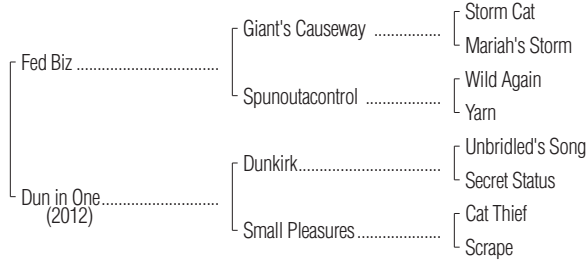 Storm Cat
Giant's Causeway ................
Mariah's Storm
Fed Biz ...................................
Wild Again
Spunoutacontrol ..................
Yarn
Unbridled's Song
Dunkirk...................................
Secret Status
Dun in One.............................
(2012)
Cat Thief
Small Pleasures....................
Scrape